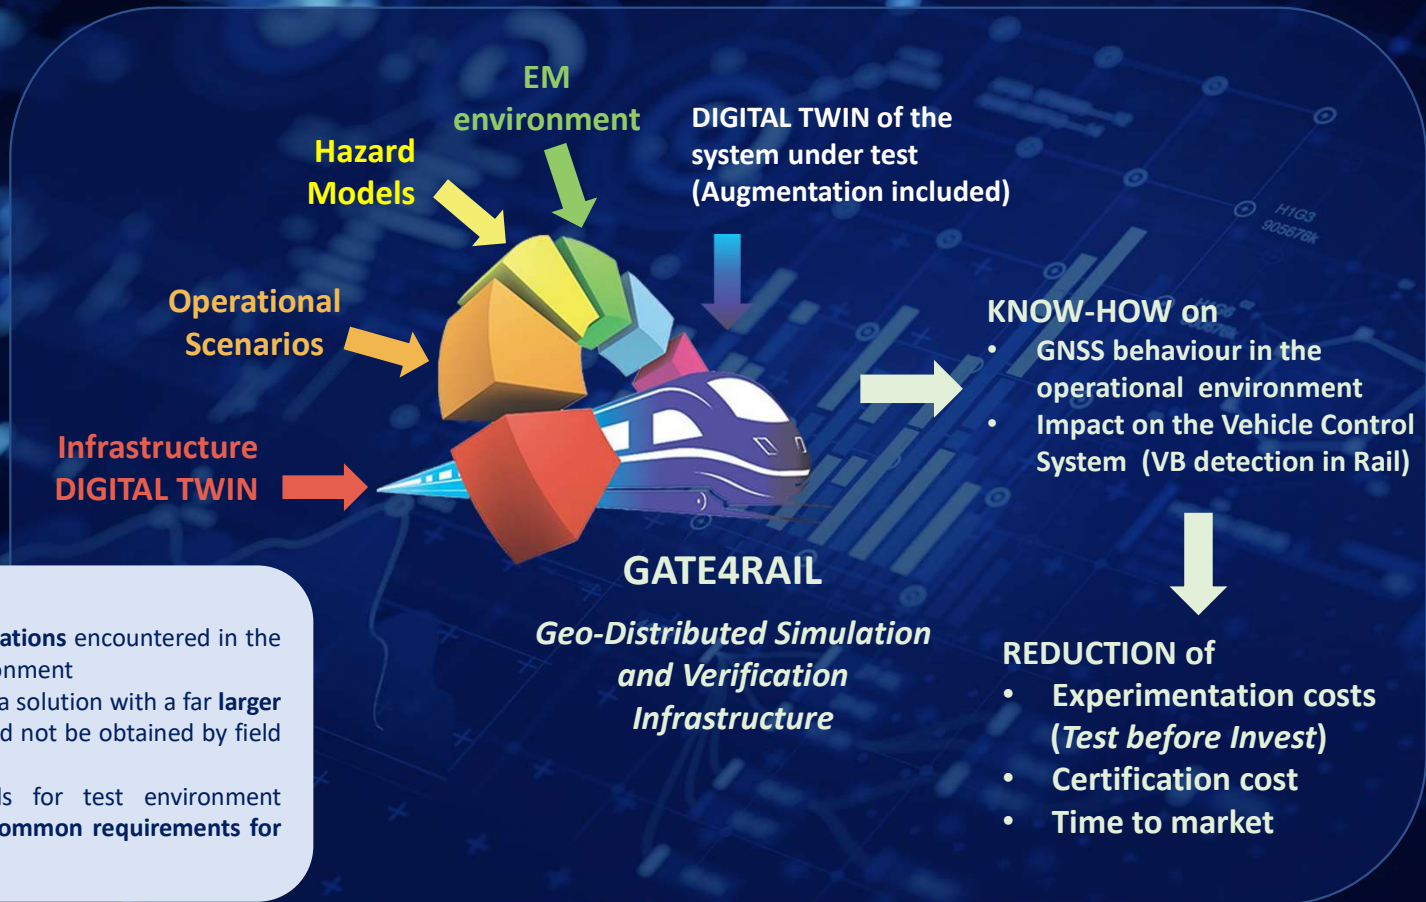 EM
environment
DIGITAL TWIN of the
system under test
(Augmentation included)
Hazard
Models
Operational
Scenarios
Infrastructure
DIGITAL TWIN
H1G3
905676k
KNOW-HOW on
• GNSS behaviour in the
operational environment
• Impact on the Vehicle Control
System (VB detection in Rail)
GATE4RAIL
Geo-Distributed Simulation
and Verification
Infrastructure
REDUCTION of
• Experimentation costs
(Test before Invest)
• Certification cost
• Time to market
ations encountered in the
onment
a solution with a far larger
d not be obtained by field
ls for test environment
ommon requirements for